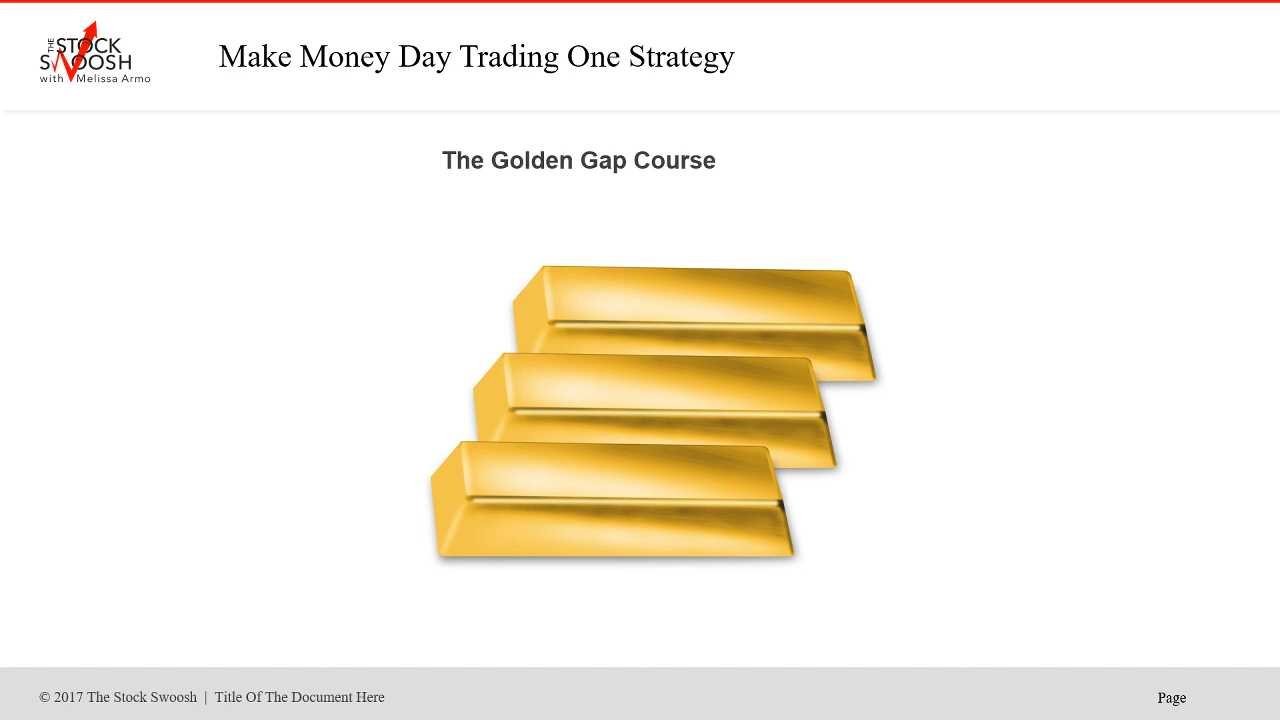 THE STOCK
SWOOSH
with Melissa Armo
Make Money Day Trading One Strategy
The Golden Gap Course
© 2017 The Stock Swoosh | Title Of The Document Here
Page